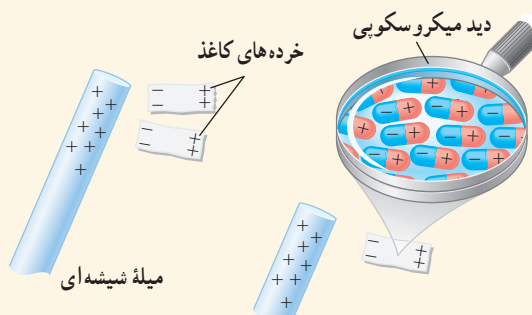 دید میکروسکوپی
خرده‌های کاغذ
میلهٔ شیشه‌ای